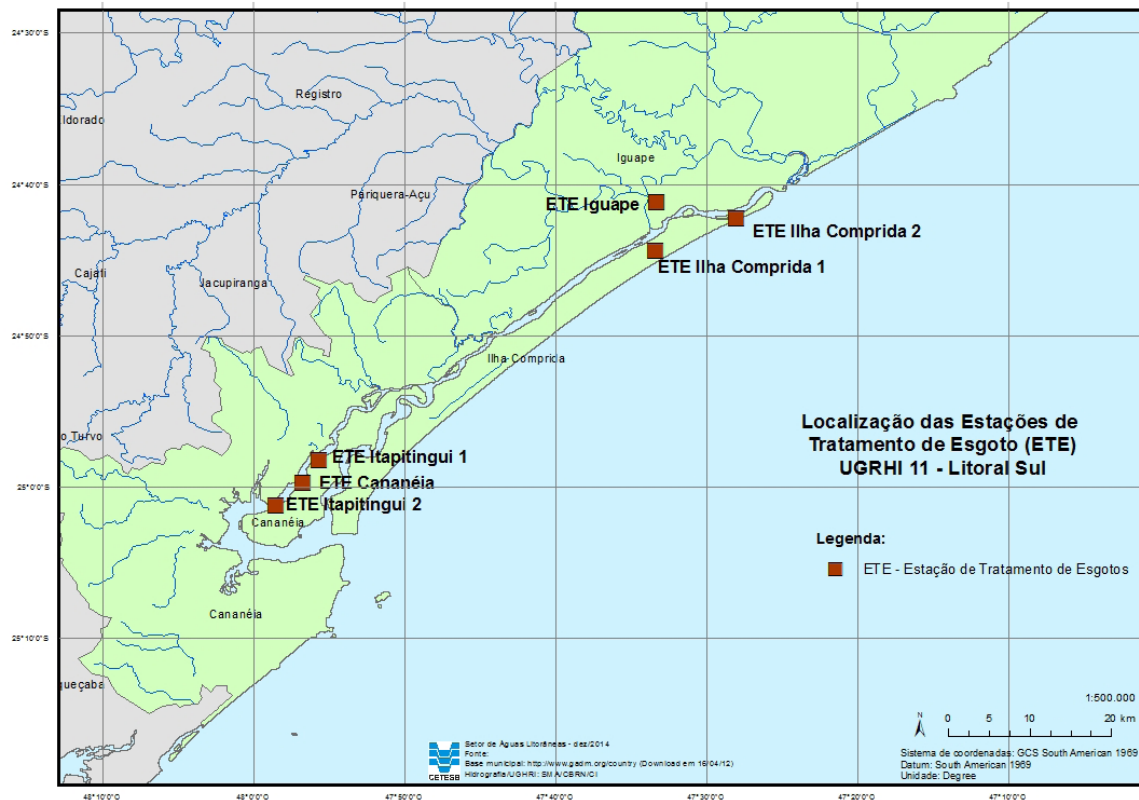 24°30'0"S
Registro
Eldorado
Iguape
24°40'0"S
Pariquera-Açu
ETE Iguape
ETE Ilha Comprida 2
ETE Ilha Comprida 1
Cajati
Jacupiranga
24°50'0"S
Ilha Comprida
Localização das Estações de
Tratamento de Esgoto (ETE)
UGRHI 11 - Litoral Sul
o Turvo
ETE Itapitingui 1
ETE Cananéia
25°0'0"S
ETE Itapitingui 2
Cananéia
Legenda:
ETE - Estação de Tratamento de Esgotos
Cananéia
25°10'0"S
queçaba
1:500.000
N
0 5 10 20 km
CETESB
Setor de Águas Litorâneas - dez/2014
Fonte:
Base municipal: http://www.gadm.org/country (Download em 16/04/12)
Hidrografia/UGHRI: SMA/CBRN/CI
Sistema de coordenadas: GCS South American 1969
Datum: South American 1969
Unidade: Degree
48°10'0"W 48°0'0"W 47°50'0"W 47°40'0"W 47°30'0"W 47°20'0"W 47°10'0"W